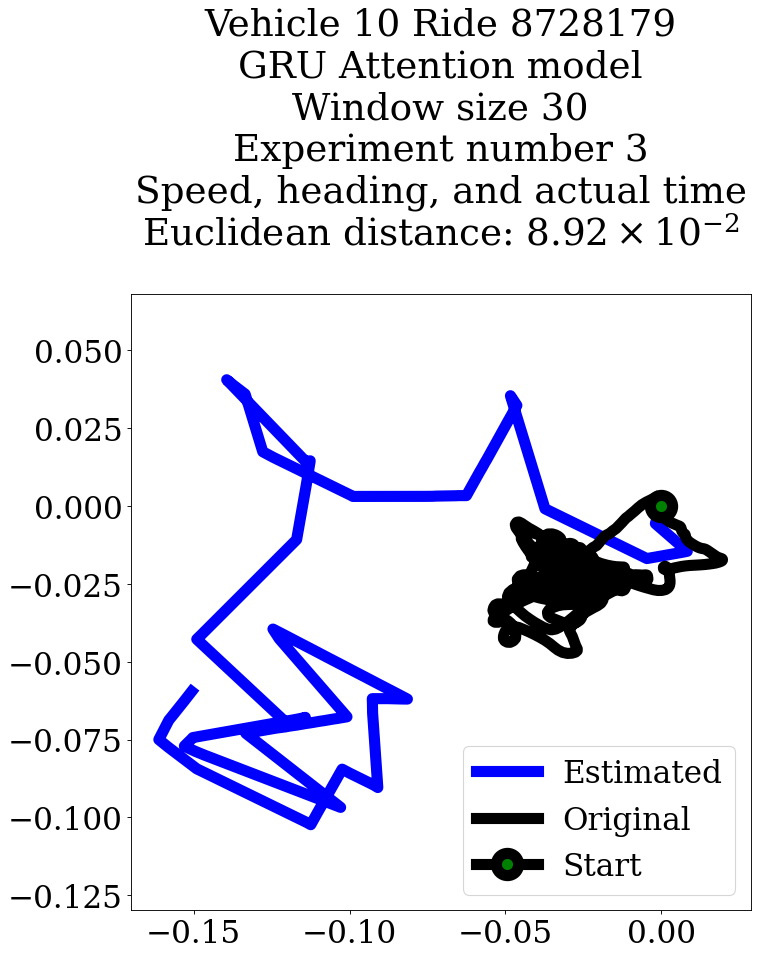 Vehicle 10 Ride 8728179
GRU Attention model
Window size 30
Experiment number 3
Speed, heading, and actual time
Euclidean distance: 8.92 × 10⁻²
0.050
0.025
0.000
−0.025
−0.050
−0.075
−0.100
−0.125
−0.15 −0.10 −0.05 0.00
Estimated
Original
Start